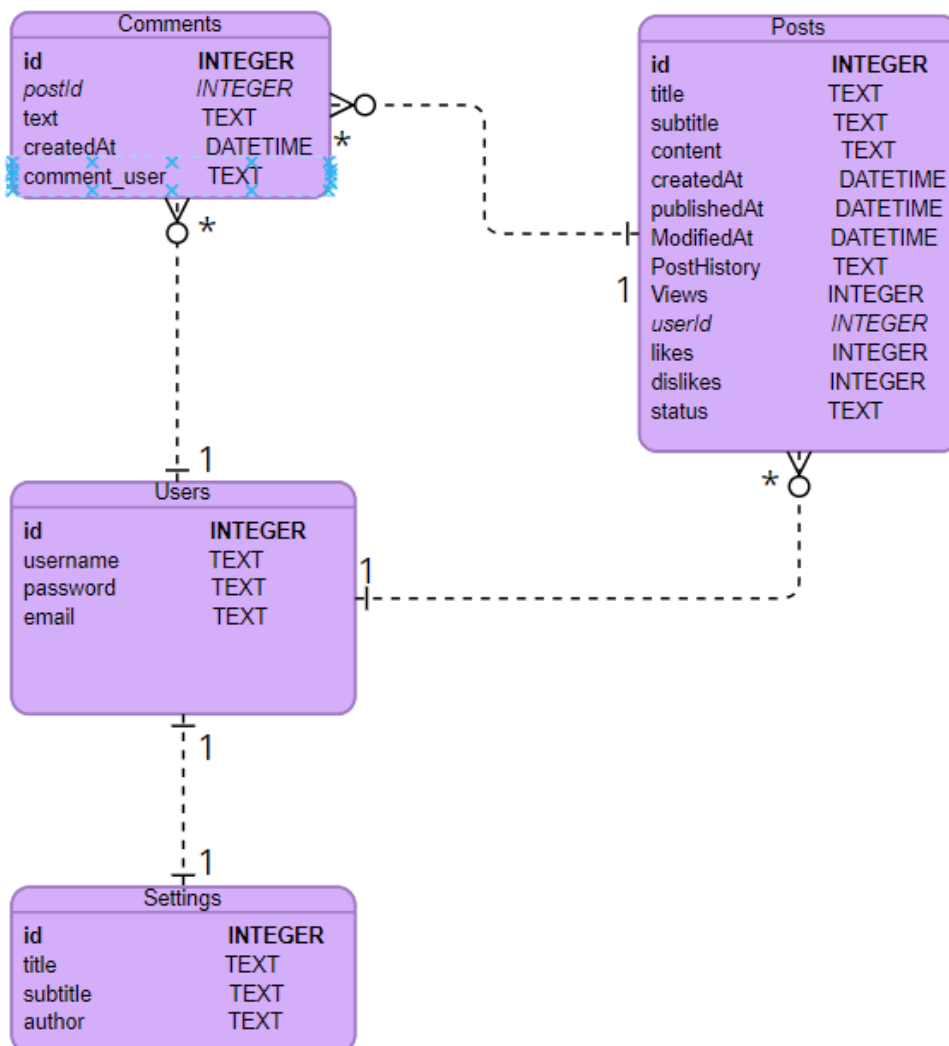 Comments
id INTEGER
postId INTEGER
text TEXT
createdAt DATETIME
comment_user TEXT
*
*
Posts
id INTEGER
title TEXT
subtitle TEXT
content TEXT
createdAt DATETIME
publishedAt DATETIME
ModifiedAt DATETIME
PostHistory TEXT
Views INTEGER
userId INTEGER
likes INTEGER
dislikes INTEGER
status TEXT
1
*
1
Users
id INTEGER
username TEXT
password TEXT
email TEXT
1
1
1
Settings
id INTEGER
title TEXT
subtitle TEXT
author TEXT